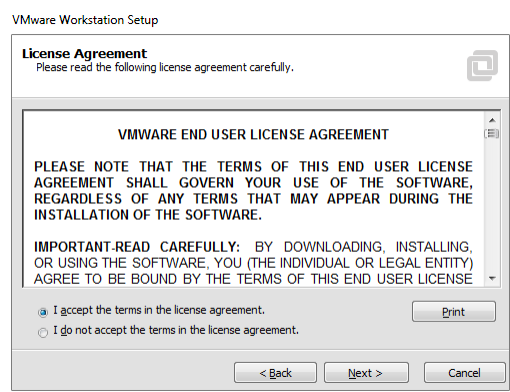 VMware Workstation Setup
License Agreement
Please read the following license agreement carefully.
VMWARE END USER LICENSE AGREEMENT
PLEASE NOTE THAT THE TERMS OF THIS END USER LICENSE
AGREEMENT SHALL GOVERN YOUR USE OF THE SOFTWARE,
REGARDLESS OF ANY TERMS THAT MAY APPEAR DURING THE
INSTALLATION OF THE SOFTWARE.
IMPORTANT-READ CAREFULLY: BY DOWNLOADING, INSTALLING,
OR USING THE SOFTWARE, YOU (THE INDIVIDUAL OR LEGAL ENTITY)
AGREE TO BE BOUND BY THE TERMS OF THIS END USER LICENSE
I accept the terms in the license agreement.
Print
I do not accept the terms in the license agreement.
< Back
Next >
Cancel